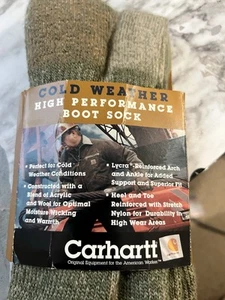 COLD WEATHER
HIGH PERFORMANCE
BOOT SOCK
• Perfect for Cold
Weather Conditions
• Constructed with a
Blend of Acrylic
and Wool for Optimal
Moisture Wicking
and Warmth
• Lycra® Reinforced Arch
and Ankle for Added
Support and Superior Fit
• Heel and Toe
Reinforced with Stretch
Nylon for Durability in
High Wear Areas
Carhartt
Original Equipment for the American Worker™